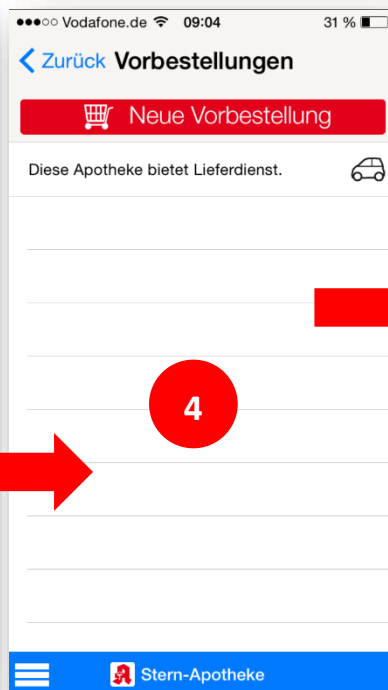 Vodafone.de 09:04 31 %
Zurück Vorbestellungen
Neue Vorbestellung
Diese Apotheke bietet Lieferdienst.
4
Stern-Apotheke